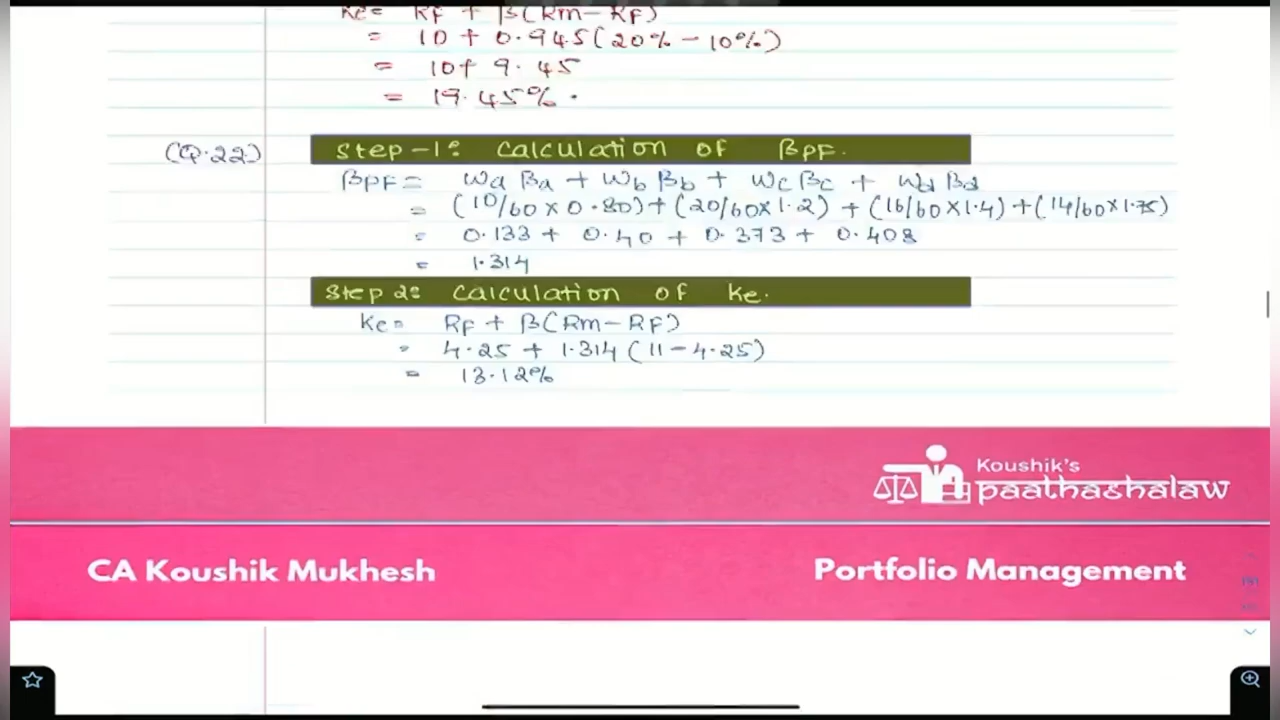 Ke = RF + β(Rm - RF)
= 10 + 0.945(20% - 10%)
= 10+ 9.45
= 19.45%.
(Q.22) Step-1: Calculation of βPF.
βPF = Wa βa + Wb βb + Wc βc + Wd βd
= (10/60 x 0.80) + (20/60 x 1.2) + (16/60 x 1.4) + (14/60 x 1.75)
= 0.133 + 0.40 + 0.373 + 0.408
= 1.314
Step 2: Calculation of Ke.
Ke = RF + β(Rm - RF)
= 4.25 + 1.314 (11 - 4.25)
= 13.12%
Koushik's
paathashalaw
CA Koushik Mukhesh Portfolio Management